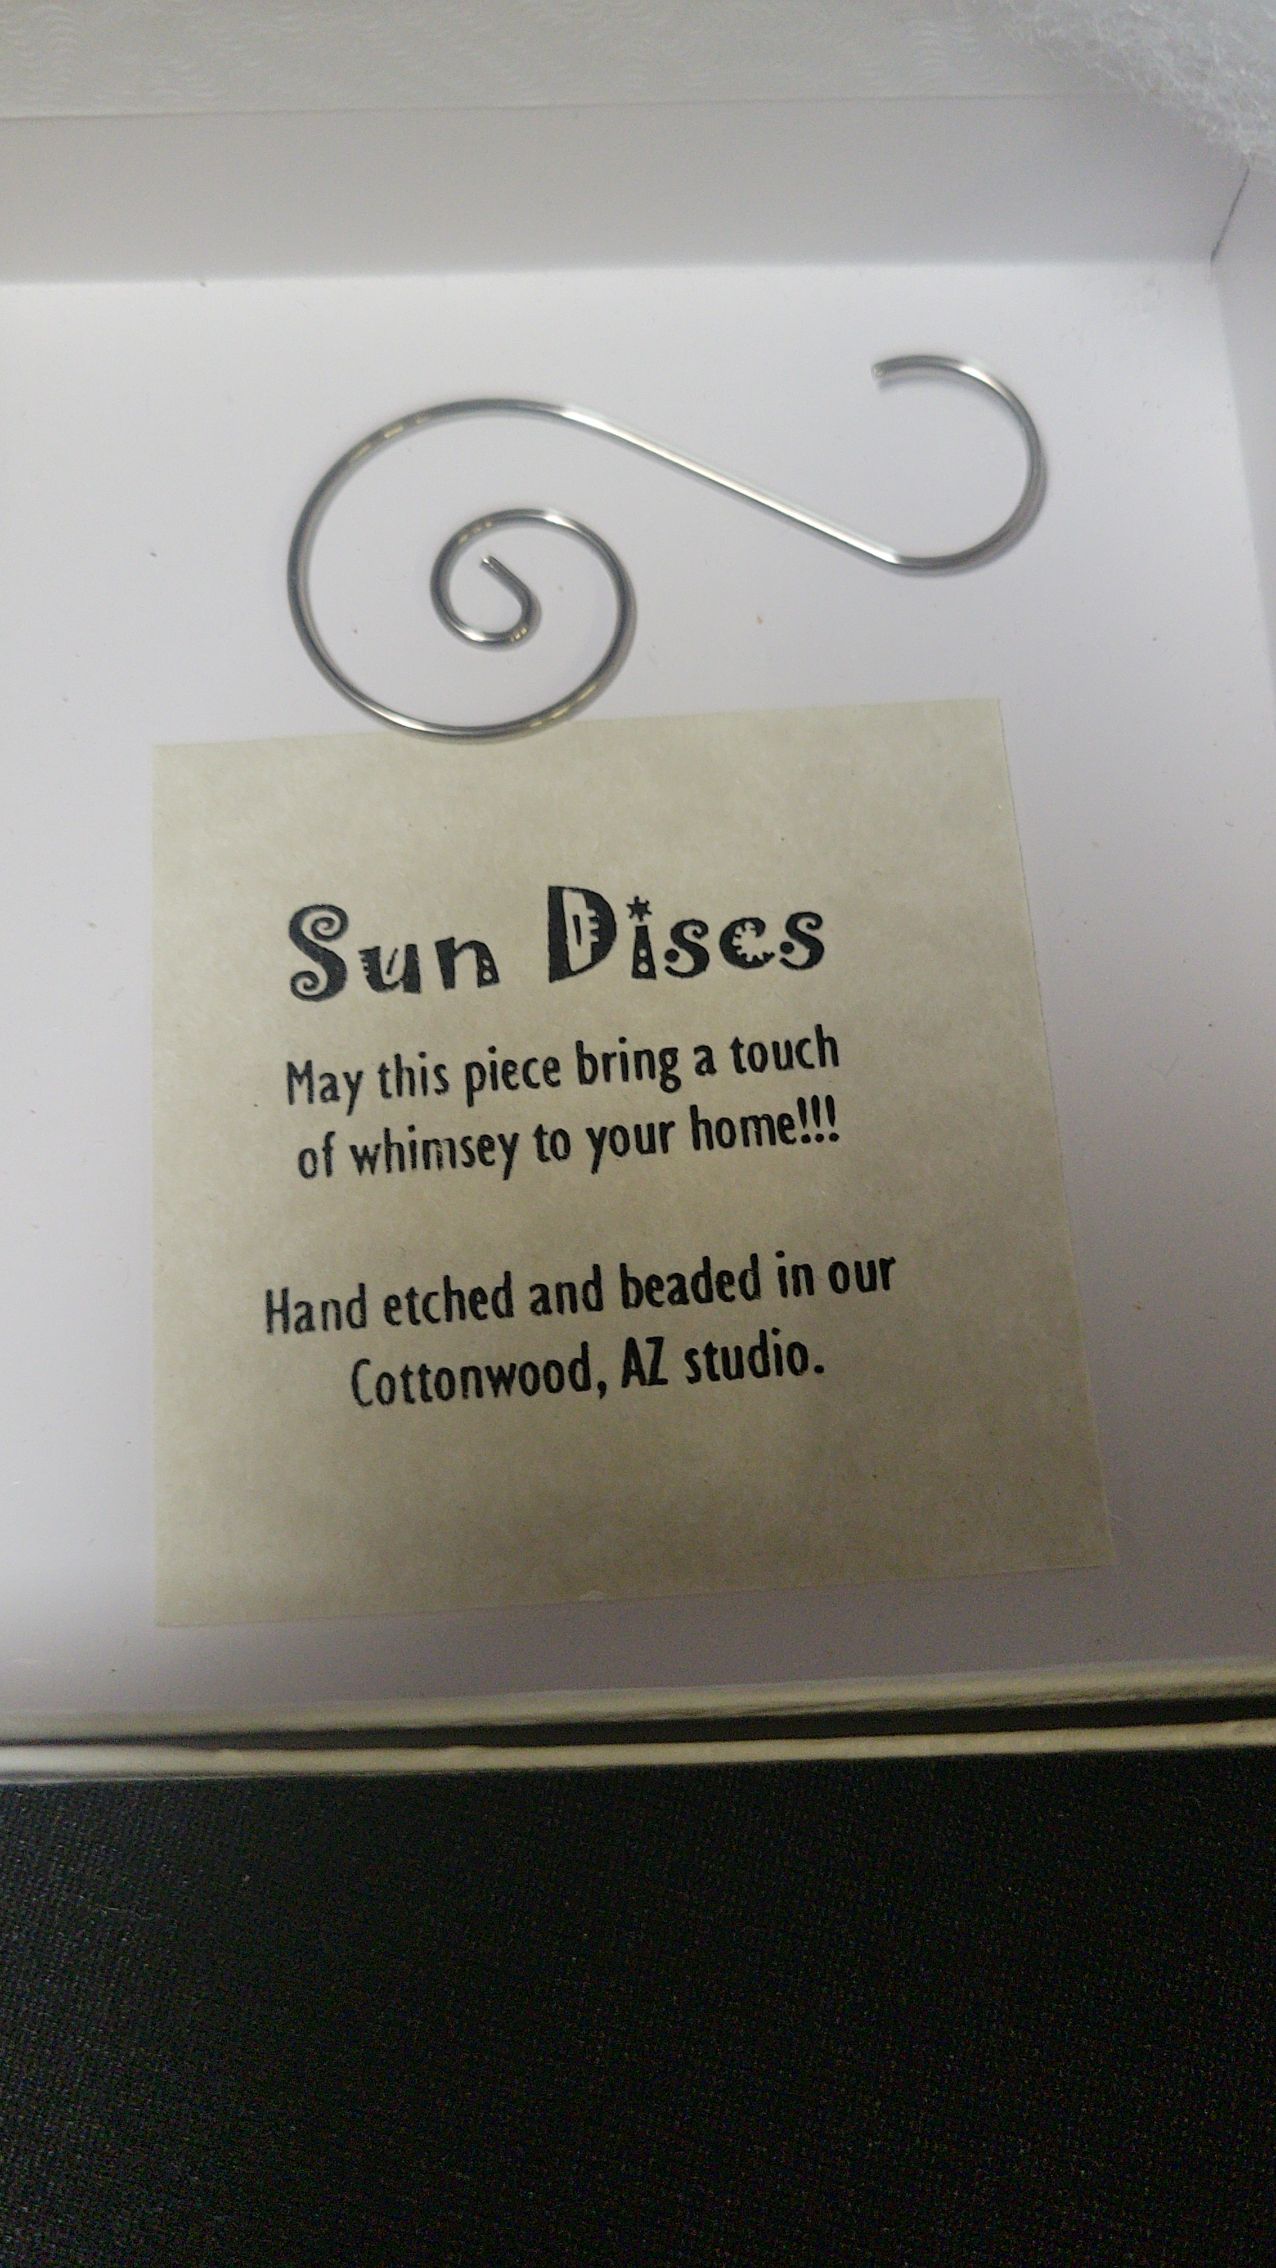 Sun Discs
May this piece bring a touch
of whimsey to your home!!!
Hand etched and beaded in our
Cottonwood, AZ studio.